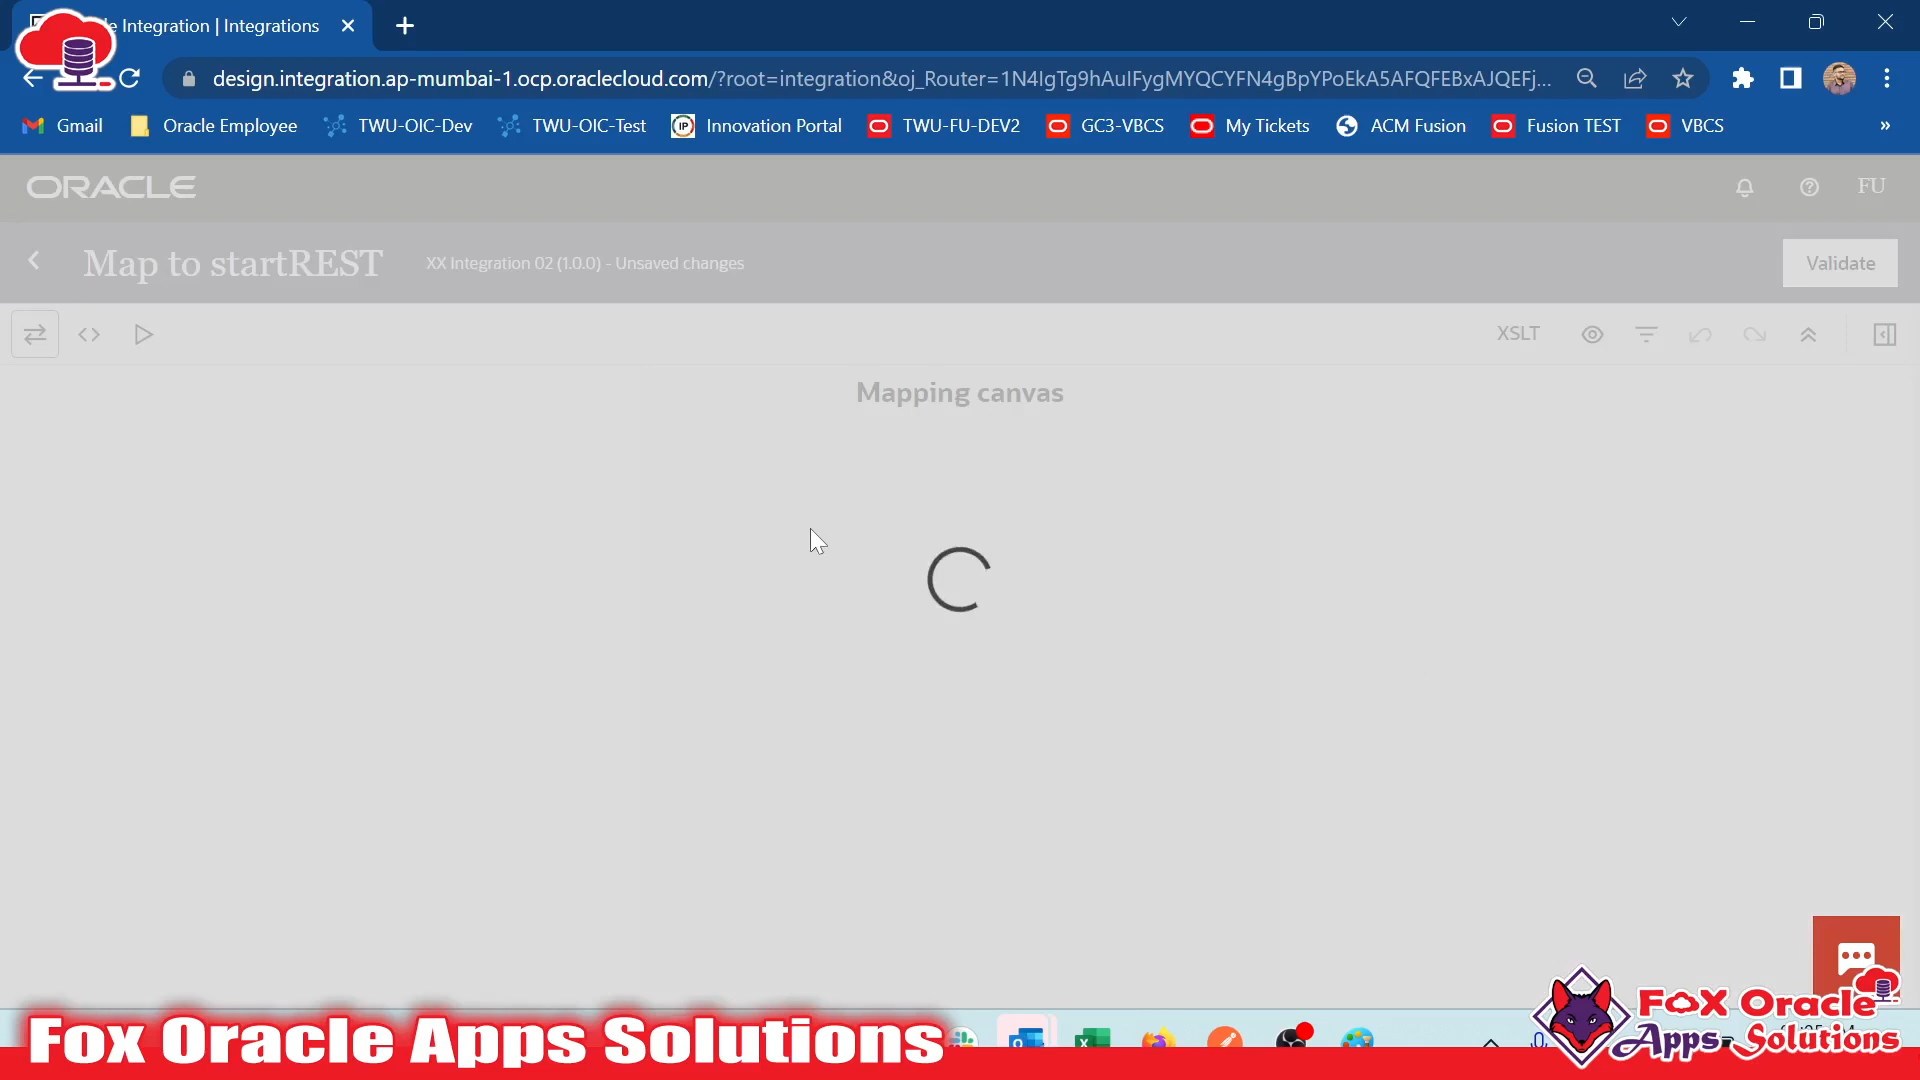 Integration | Integrations
design.integration.ap-mumbai-1.ocp.oraclecloud.com/?root=integration&oj_Router=1N4IgTg9hAuIFygMYQCYFN4gBpYPoEkA5AFQFEBxAJQEFj...
Gmail Oracle Employee TWU-OIC-Dev TWU-OIC-Test IP Innovation Portal TWU-FU-DEV2 GC3-VBCS My Tickets ACM Fusion Fusion TEST VBCS »
ORACLE FU
Map to startREST XX Integration 02 (1.0.0) - Unsaved changes Validate
XSLT
Mapping canvas
Fox Oracle Apps Solutions
FOX Oracle
Apps Solutions